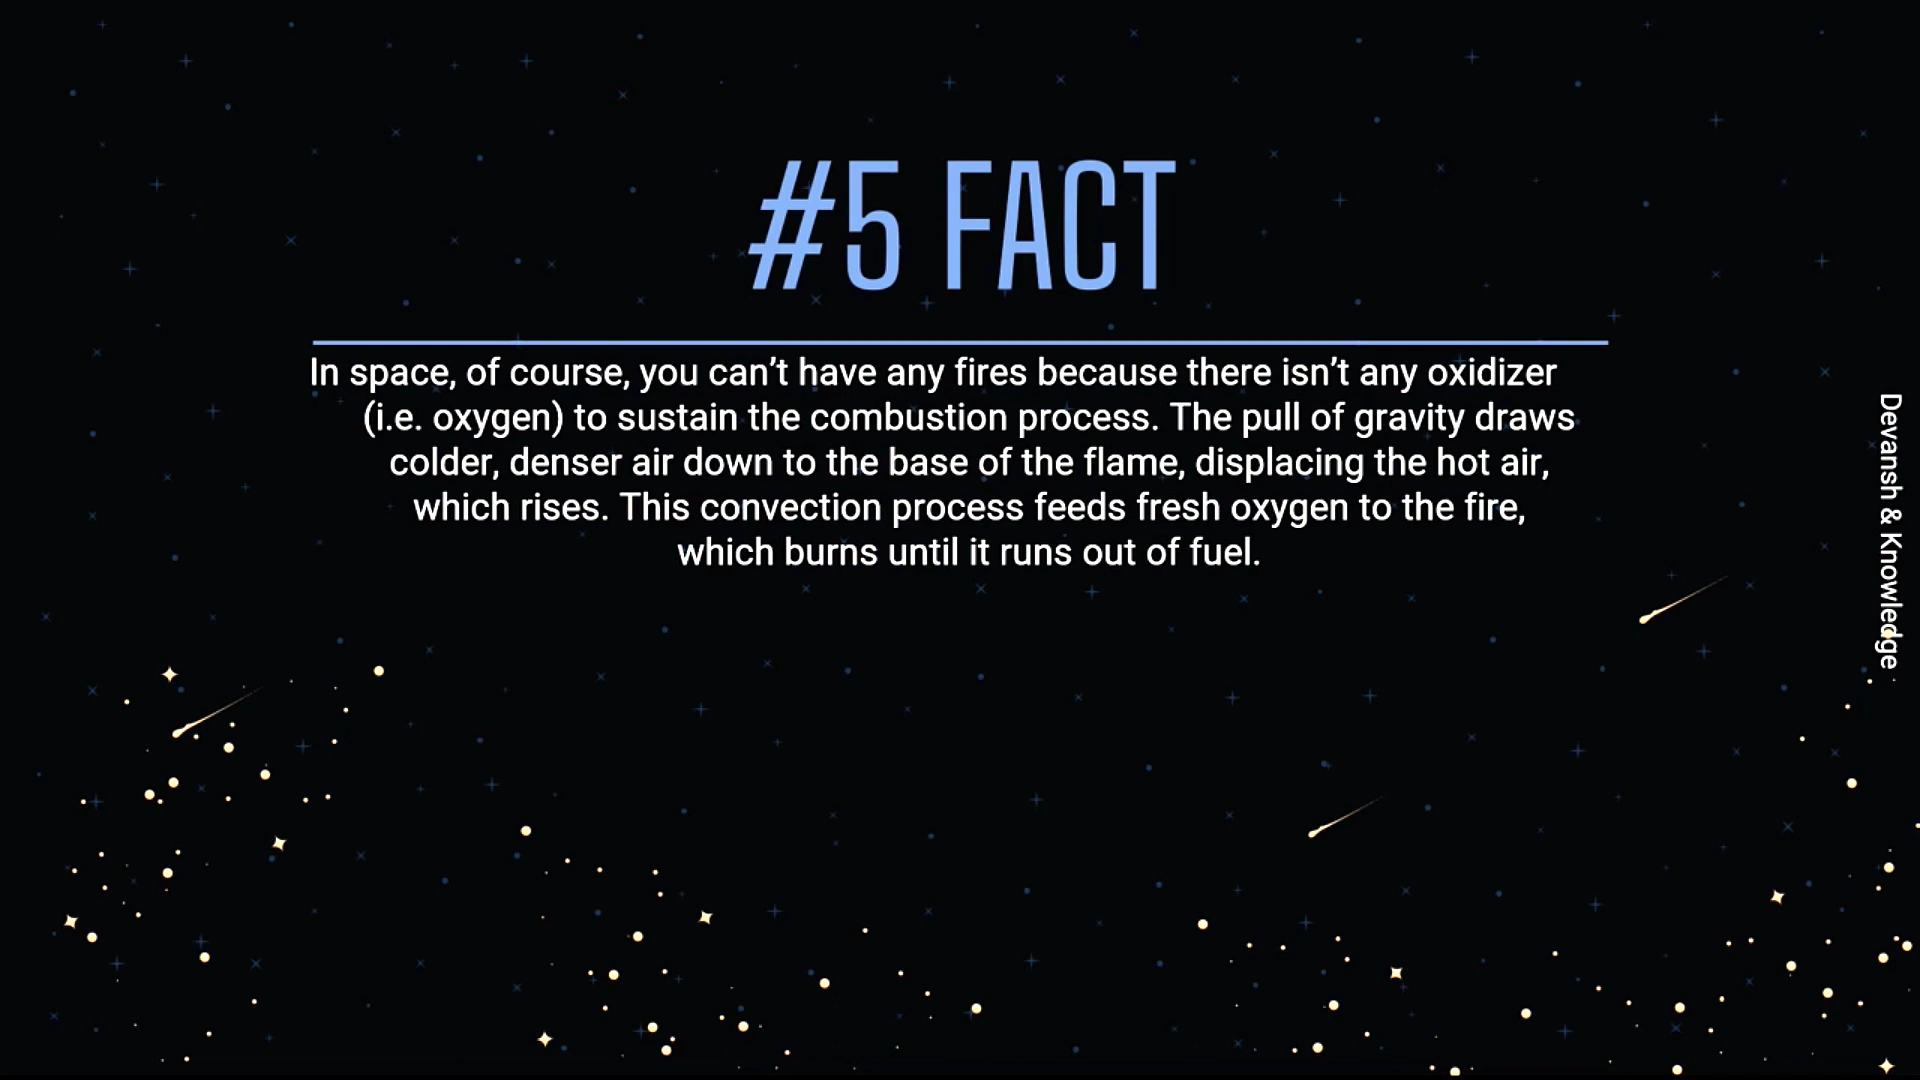 #5 FACT
In space, of course, you can’t have any fires because there isn’t any oxidizer
(i.e. oxygen) to sustain the combustion process. The pull of gravity draws
colder, denser air down to the base of the flame, displacing the hot air,
which rises. This convection process feeds fresh oxygen to the fire,
which burns until it runs out of fuel.
Devansh & Knowledge